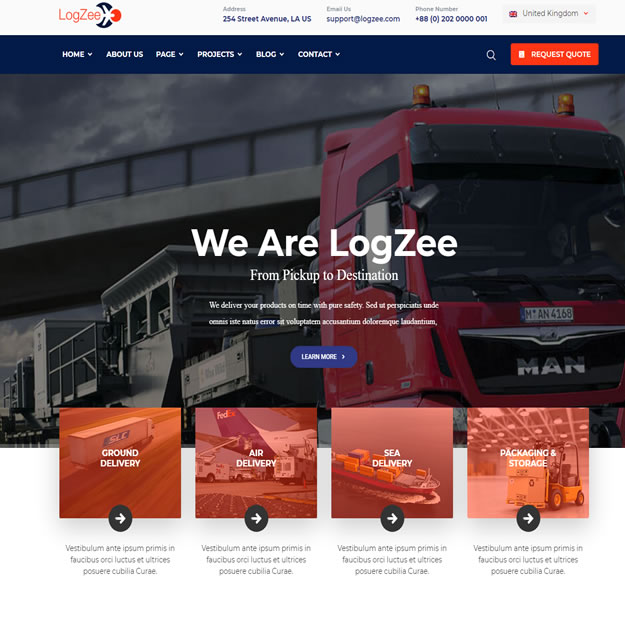 LogZee
Address
254 Street Avenue, LA US
Email Us
support@logzee.com
Phone Number
+88 (0) 202 0000 001
United Kingdom
HOME
ABOUT US
PAGE
PROJECTS
BLOG
CONTACT
REQUEST QUOTE
We Are LogZee
From Pickup to Destination
We deliver your products on time with pure safety. Sed ut perspiciatis unde
omnis iste natus error sit voluptatem accusantium doloremque laudantium,
LEARN MORE
M·AN 4168
MAN
GROUND
DELIVERY
FedEx
AIR
DELIVERY
SEA
DELIVERY
PACKAGING &
STORAGE
Vestibulum ante ipsum primis in
faucibus orci luctus et ultrices
posuere cubilia Curae.
Vestibulum ante ipsum primis in
faucibus orci luctus et ultrices
posuere cubilia Curae.
Vestibulum ante ipsum primis in
faucibus orci luctus et ultrices
posuere cubilia Curae.
Vestibulum ante ipsum primis in
faucibus orci luctus et ultrices
posuere cubilia Curae.